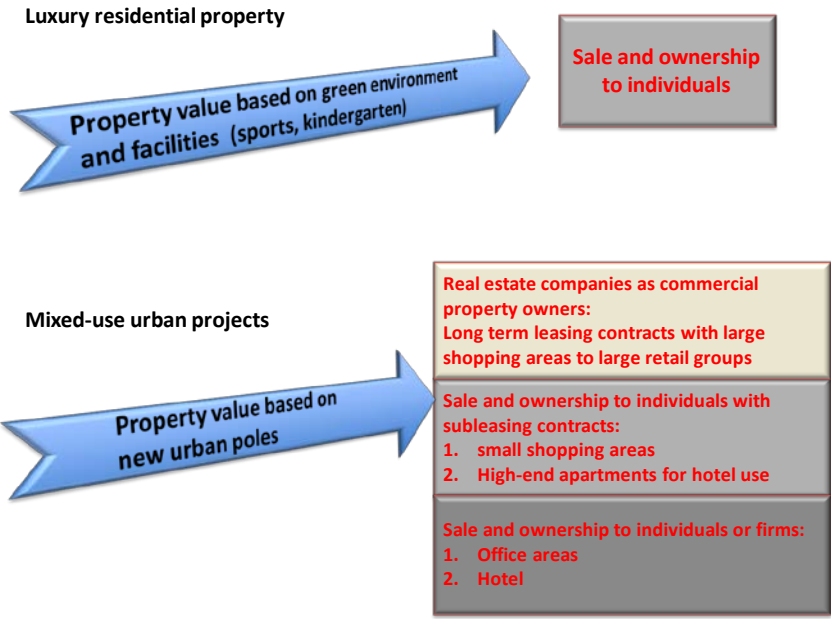 Luxury residential property
Sale and ownership
to individuals
Property value based on green environment
and facilities (sports, kindergarten)
Mixed-use urban projects
Real estate companies as commercial
property owners:
Long term leasing contracts with large
shopping areas to large retail groups
Property value based on
new urban poles
Sale and ownership to individuals with
subleasing contracts:
1. small shopping areas
2. High-end apartments for hotel use
Sale and ownership to individuals or firms:
1. Office areas
2. Hotel